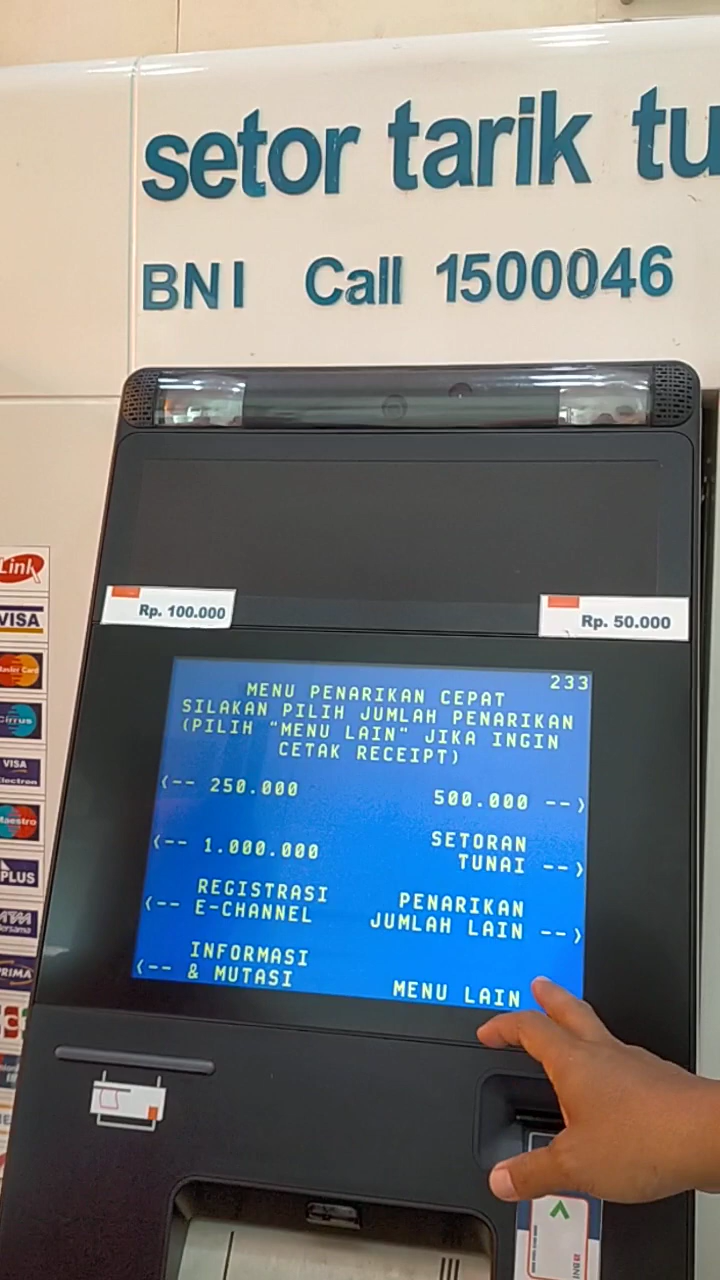 setor tarik tu
BNI Call 1500046
Link
VISA
MasterCard
Cirrus
VISA
Electron
Maestro
PLUS
ATM
Bersama
PRIMA
Rp. 100.000
Rp. 50.000
233
MENU PENARIKAN CEPAT
SILAKAN PILIH JUMLAH PENARIKAN
(PILIH "MENU LAIN" JIKA INGIN
CETAK RECEIPT)
<-- 250.000
500.000 -->
<-- 1.000.000
SETORAN
TUNAI -->
REGISTRASI
<-- E-CHANNEL
PENARIKAN
JUMLAH LAIN -->
INFORMASI
<-- & MUTASI
MENU LAIN
BNI